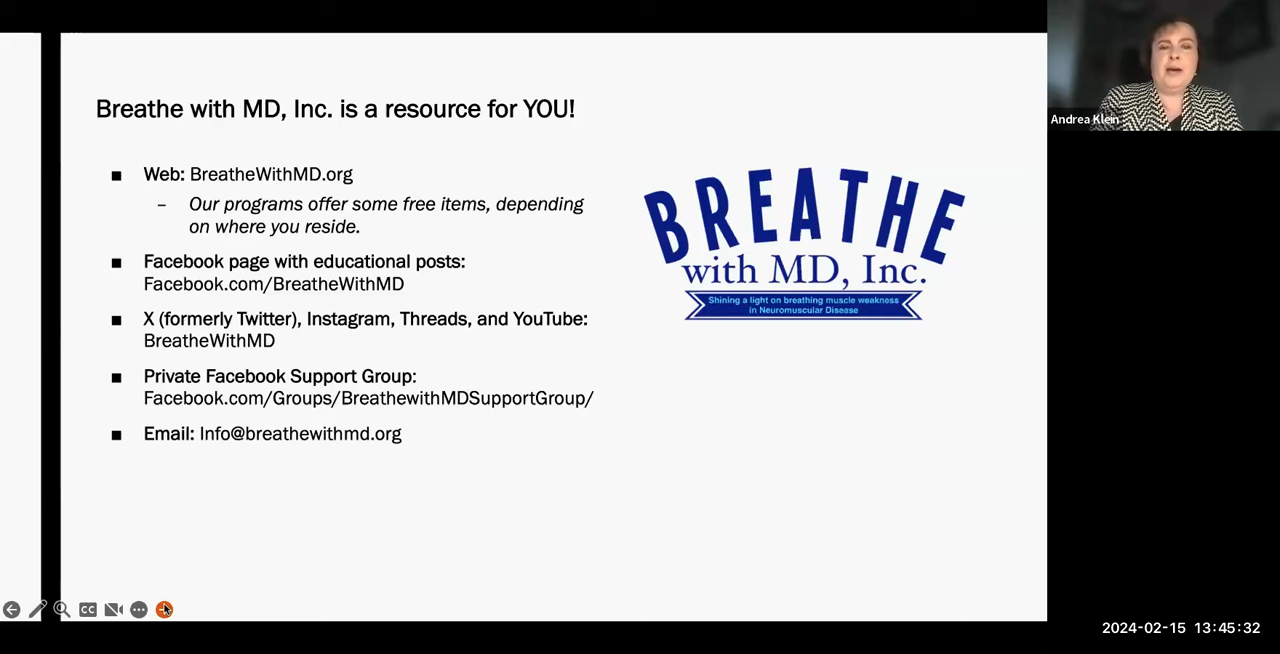 Breathe with MD, Inc. is a resource for YOU!
■ Web: BreatheWithMD.org
– Our programs offer some free items, depending
on where you reside.
■ Facebook page with educational posts:
Facebook.com/BreatheWithMD
■ X (formerly Twitter), Instagram, Threads, and YouTube:
BreatheWithMD
■ Private Facebook Support Group:
Facebook.com/Groups/BreathewithMDSupportGroup/
■ Email: Info@breathewithmd.org
BREATHE
with MD, Inc.
Shining a light on breathing muscle weakness
in Neuromuscular Disease
Andrea Klein
CC
2024-02-15 13:45:32